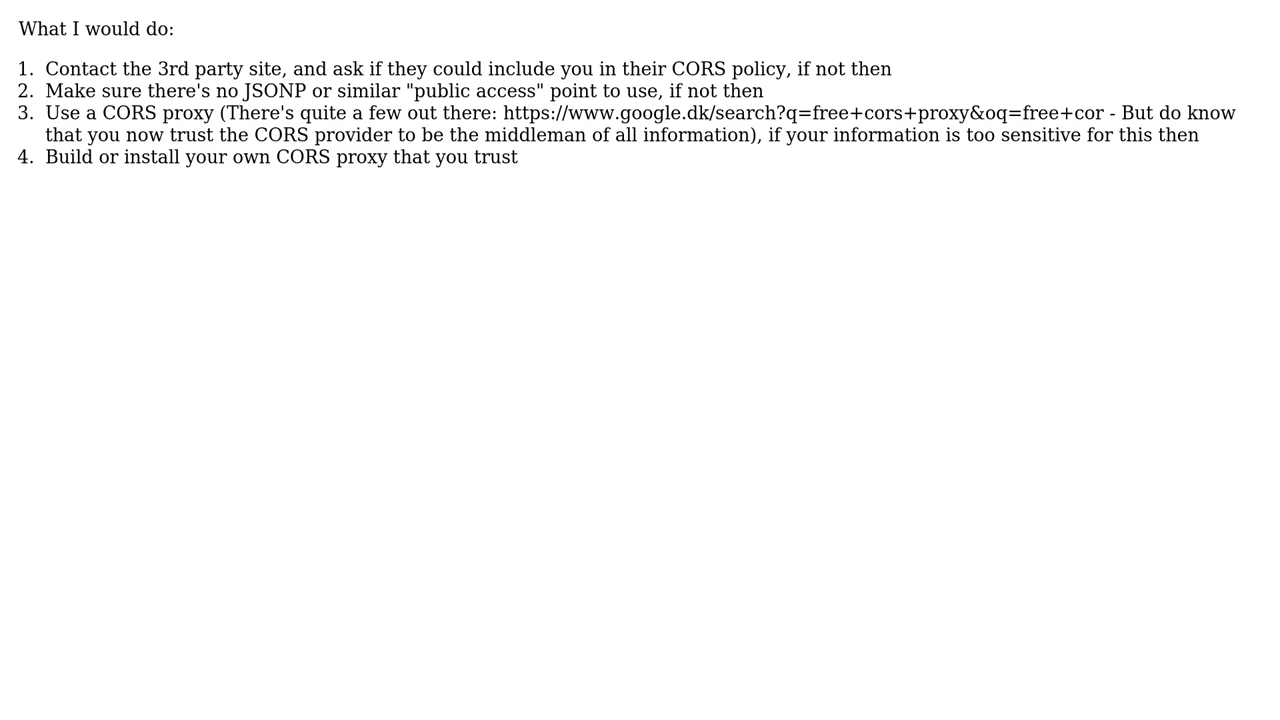 What I would do:
1. Contact the 3rd party site, and ask if they could include you in their CORS policy, if not then
2. Make sure there's no JSONP or similar "public access" point to use, if not then
3. Use a CORS proxy (There's quite a few out there: https://www.google.dk/search?q=free+cors+proxy&oq=free+cor - But do know
that you now trust the CORS provider to be the middleman of all information), if your information is too sensitive for this then
4. Build or install your own CORS proxy that you trust